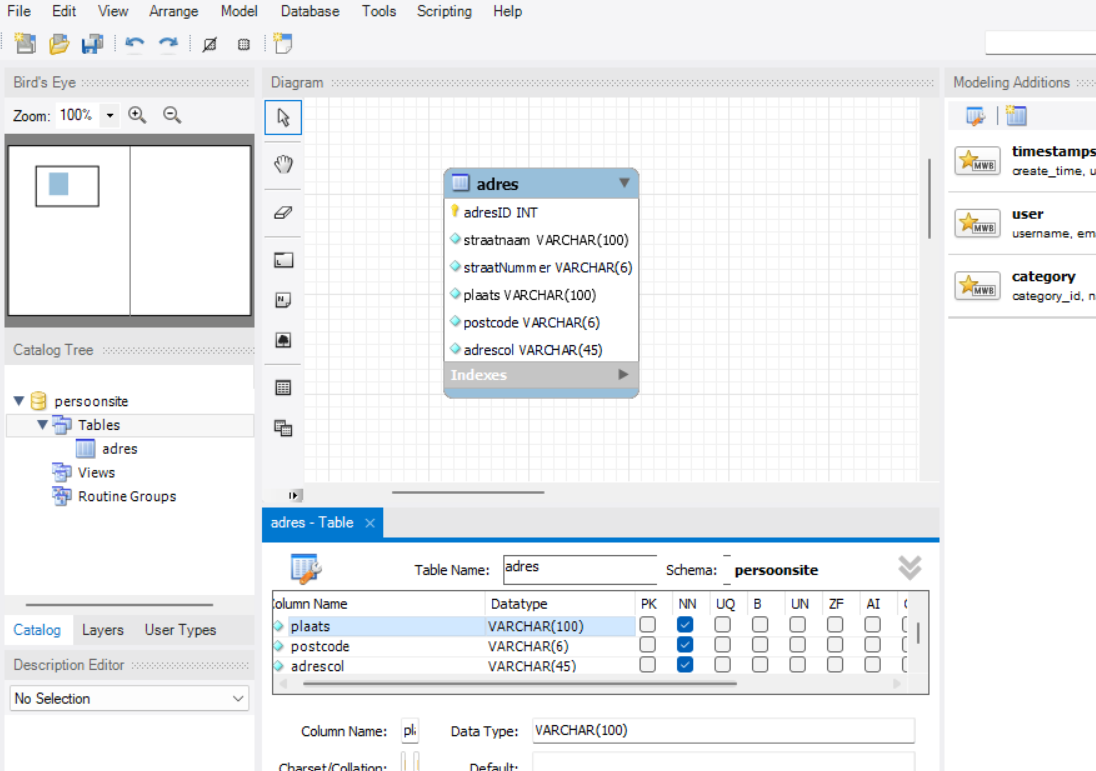 File Edit View Arrange Model Database Tools Scripting Help
Bird's Eye
Zoom: 100%
Catalog Tree
persoonsite
Tables
adres
Views
Routine Groups
Catalog Layers User Types
Description Editor
No Selection
Diagram
adres
adresID INT
straatnaam VARCHAR(100)
straatNummer VARCHAR(6)
plaats VARCHAR(100)
postcode VARCHAR(6)
adrescol VARCHAR(45)
Indexes
adres - Table
Table Name: adres Schema: persoonsite
olumn Name Datatype PK NN UQ B UN ZF AI
plaats VARCHAR(100)
postcode VARCHAR(6)
adrescol VARCHAR(45)
Column Name: pl Data Type: VARCHAR(100)
Charset/Collation: Default:
Modeling Additions
MWB
timestamps
create_time, u
MWB
user
username, em
MWB
category
category_id, n